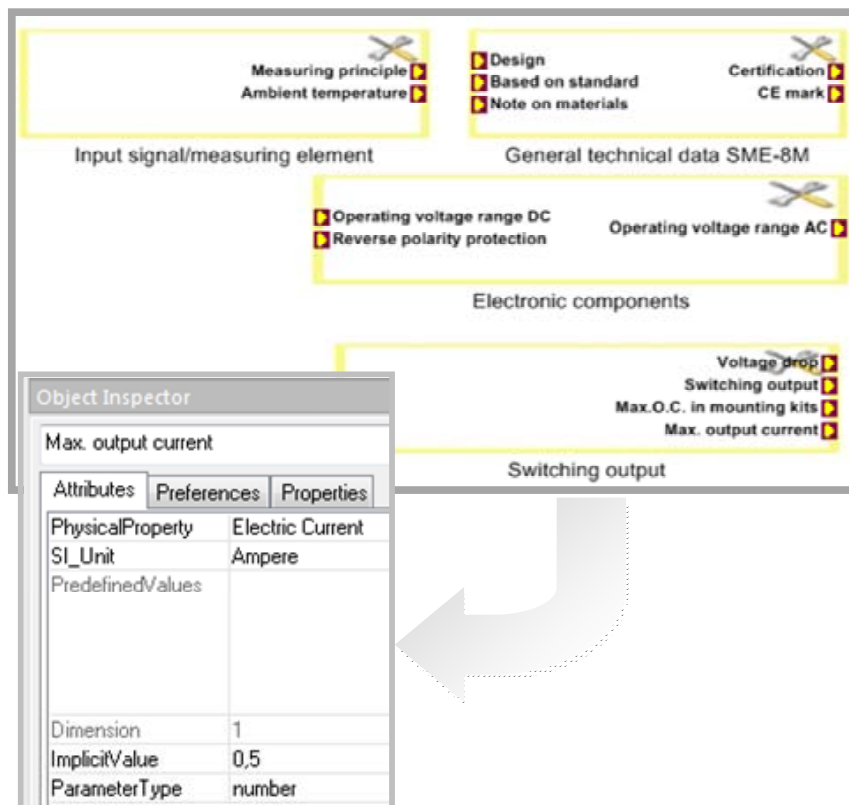 Measuring principle
Ambient temperature
Input signal/measuring element
Design
Based on standard
Note on materials
Certification
CE mark
General technical data SME-8M
Operating voltage range DC
Reverse polarity protection
Operating voltage range AC
Electronic components
Voltage drop
Switching output
Max.O.C. in mounting kits
Max. output current
Switching output
Object Inspector
Max. output current
Attributes Preferences Properties
PhysicalProperty Electric Current
SI_Unit Ampere
PredefinedValues
Dimension 1
ImplicitValue 0,5
ParameterType number